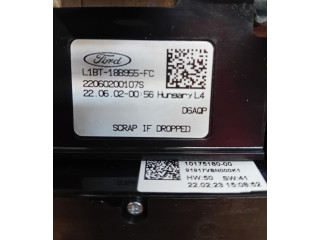 Ford
L1BT-18B955-FC
22060200107S
22.06.02-00:56 Hungary L4
D6AQP
SCRAP IF DROPPED
10175180-00
91917V8N000K1
HW:50 SW:41
22.02.23 15:08:52